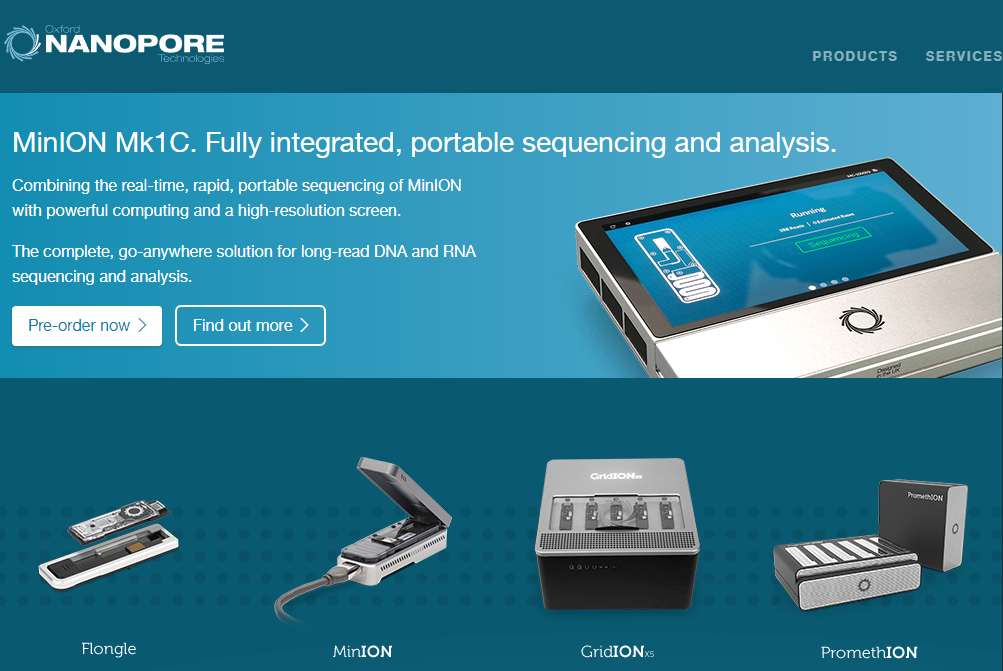 Oxford
NANOPORE
Technologies
PRODUCTS SERVICES
MinION Mk1C. Fully integrated, portable sequencing and analysis.
Combining the real-time, rapid, portable sequencing of MinION
with powerful computing and a high-resolution screen.
The complete, go-anywhere solution for long-read DNA and RNA
sequencing and analysis.
Pre-order now
Find out more
Running
Sequencing
Designed
in the UK
GridION
PromethION
Flongle
MinION
GridIONX5
PromethION